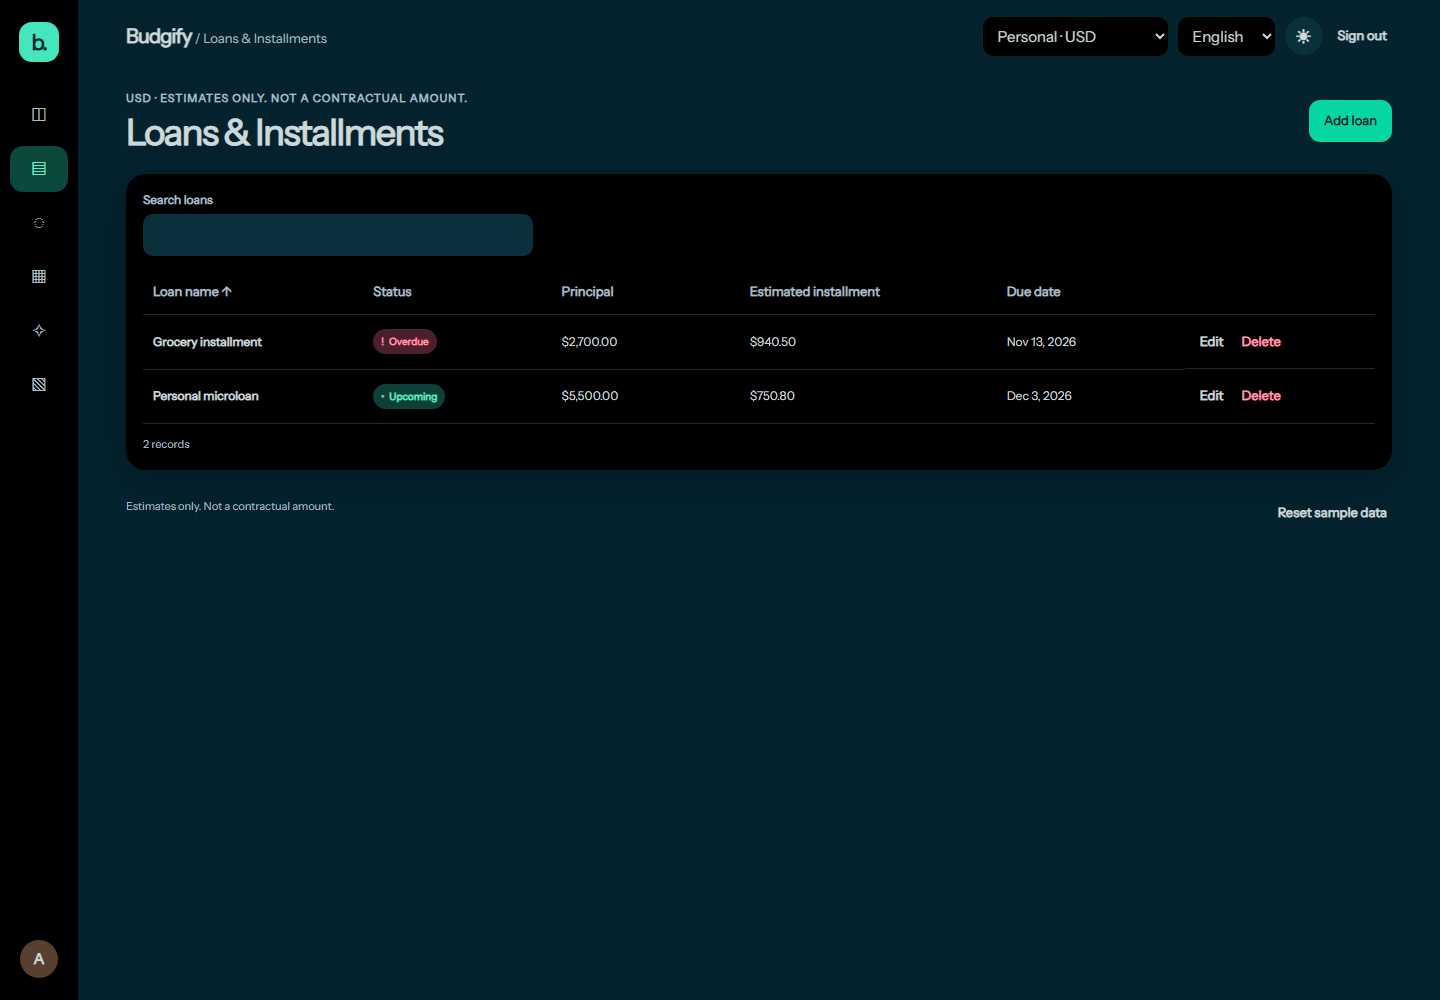 b.
Budgify / Loans & Installments
Personal · USD
English
Sign out
USD · ESTIMATES ONLY. NOT A CONTRACTUAL AMOUNT.
Loans & Installments
Add loan
Search loans
Loan name ↑ Status Principal Estimated installment Due date
Grocery installment ! Overdue $2,700.00 $940.50 Nov 13, 2026 Edit Delete
Personal microloan · Upcoming $5,500.00 $750.80 Dec 3, 2026 Edit Delete
2 records
Estimates only. Not a contractual amount.
Reset sample data
A